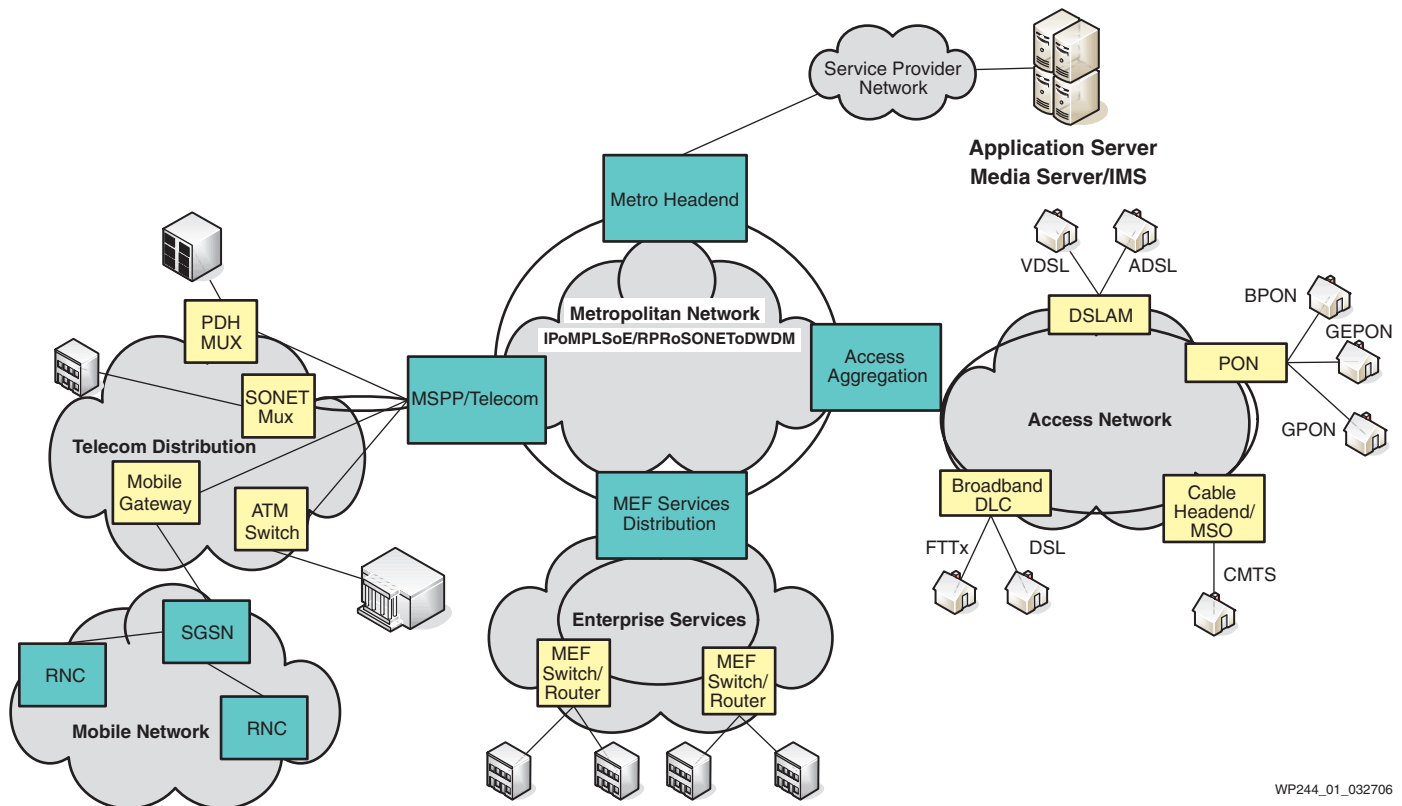 Service Provider
Network
Application Server
Media Server/IMS
Metro Headend
VDSL
ADSL
BPON
GEPON
GPON
DSLAM
PON
PDH
MUX
Metropolitan Network
IPoMPLSoE/RPRoSONEToDWDM
Access
Aggregation
SONET
Mux
MSPP/Telecom
Telecom Distribution
Access Network
Mobile
Gateway
ATM
Switch
MEF Services
Distribution
Broadband
DLC
Cable
Headend/
MSO
FTTx
DSL
CMTS
SGSN
RNC
RNC
Mobile Network
Enterprise Services
MEF
Switch/
Router
MEF
Switch/
Router
WP244_01_032706